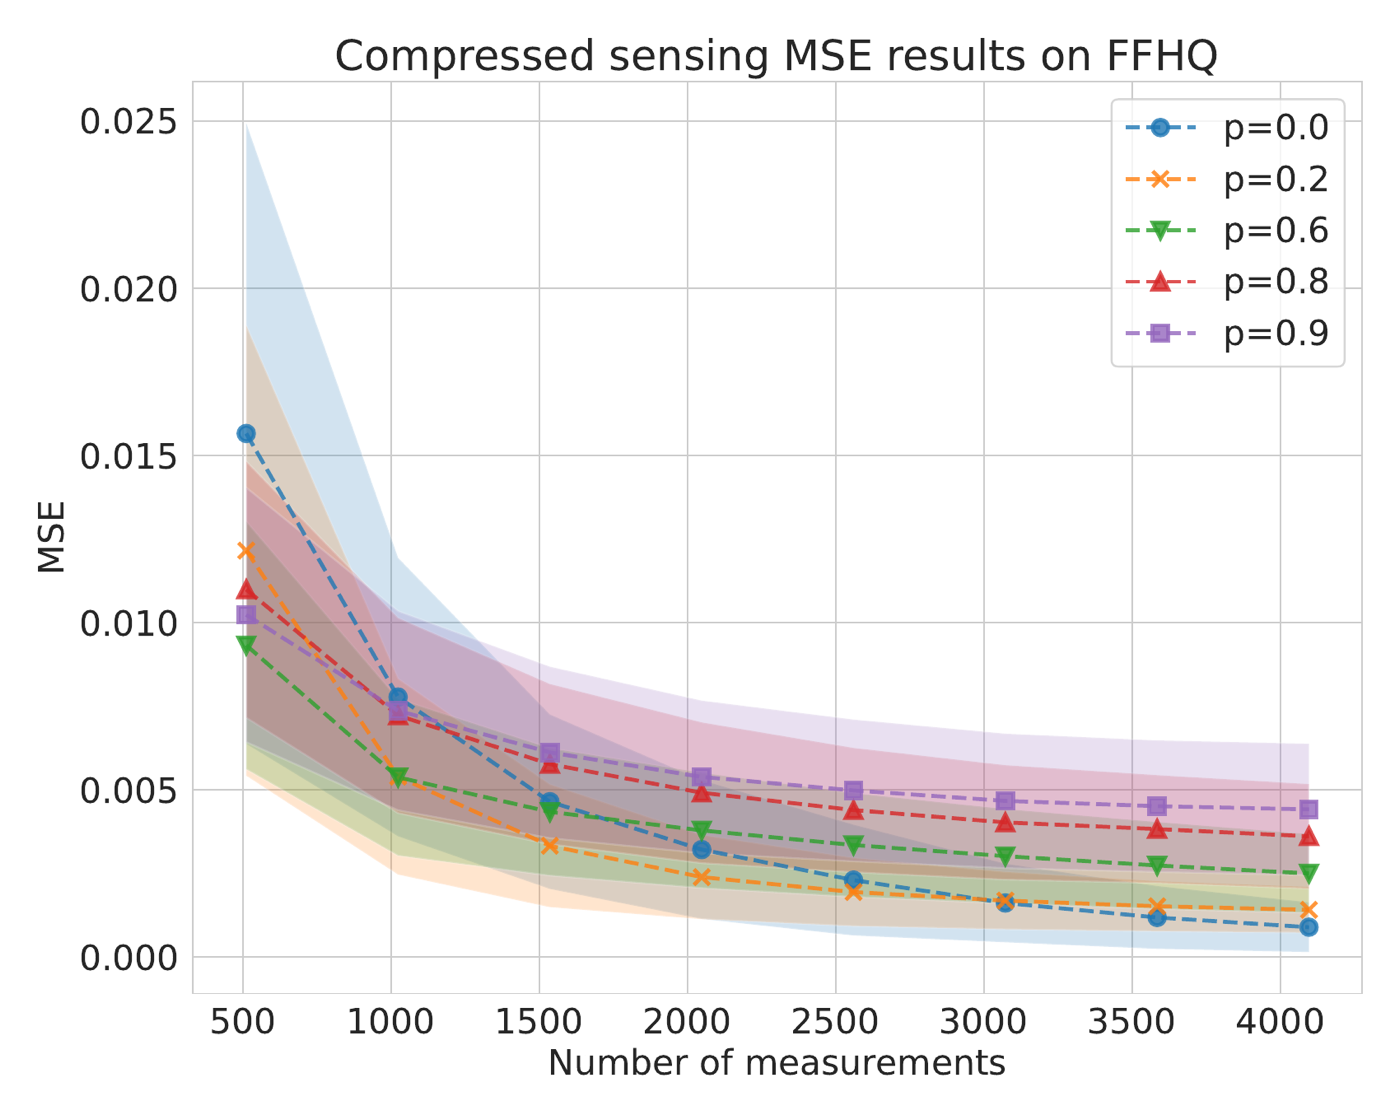 Compressed sensing MSE results on FFHQ
p=0.0
p=0.2
p=0.6
p=0.8
p=0.9
MSE
0.025
0.020
0.015
0.010
0.005
0.000
500 1000 1500 2000 2500 3000 3500 4000
Number of measurements